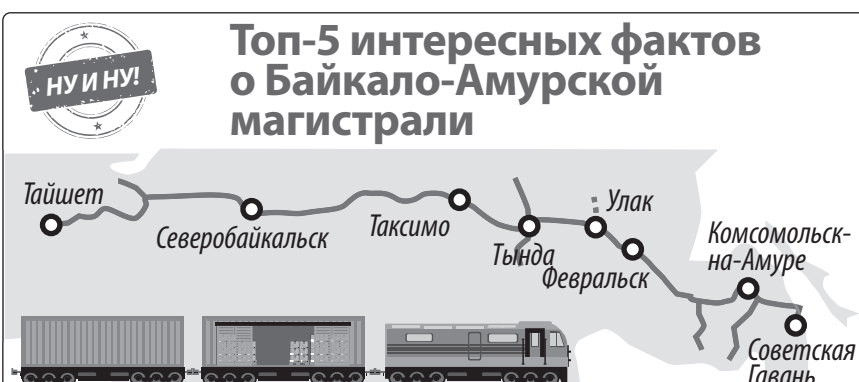 НУ И НУ!
Топ-5 интересных фактов
о Байкало-Амурской
магистрали
Тайшет
Северобайкальск
Таксимо
Тында
Улак
Февральск
Комсомольск-
на-Амуре
Советская
Гавань